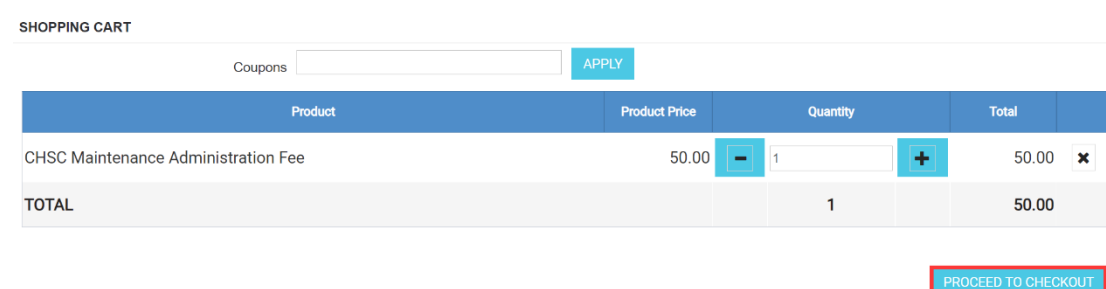 SHOPPING CART
Coupons APPLY
Product Product Price Quantity Total
CHSC Maintenance Administration Fee 50.00 1 50.00
TOTAL 1 50.00
PROCEED TO CHECKOUT